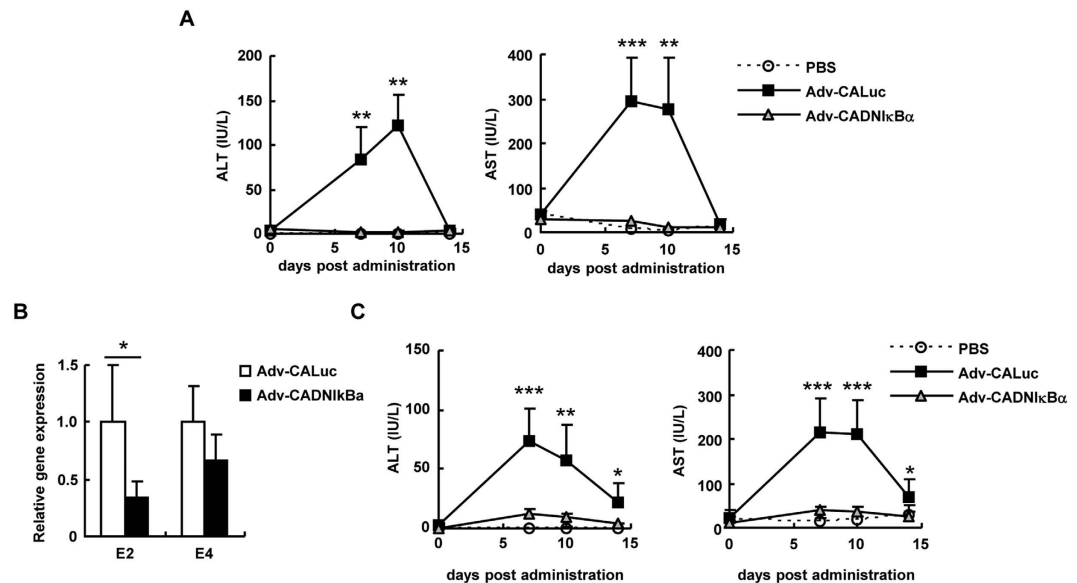 A
200
150
100
50
0
ALT (IU/L)
**
**
0
5
10
15
days post administration
400
300
200
100
0
AST (IU/L)
***
**
0
5
10
15
days post administration
PBS
Adv-CALuc
Adv-CADNIκBα
B
1.5
1.0
0.5
0
Relative gene expression
*
E2
E4
Adv-CALuc
Adv-CADNIkBa
C
150
100
50
0
ALT (IU/L)
***
**
*
0
5
10
15
days post administration
400
300
200
100
0
AST (IU/L)
***
***
*
0
5
10
15
days post administration
PBS
Adv-CALuc
Adv-CADNIκBα